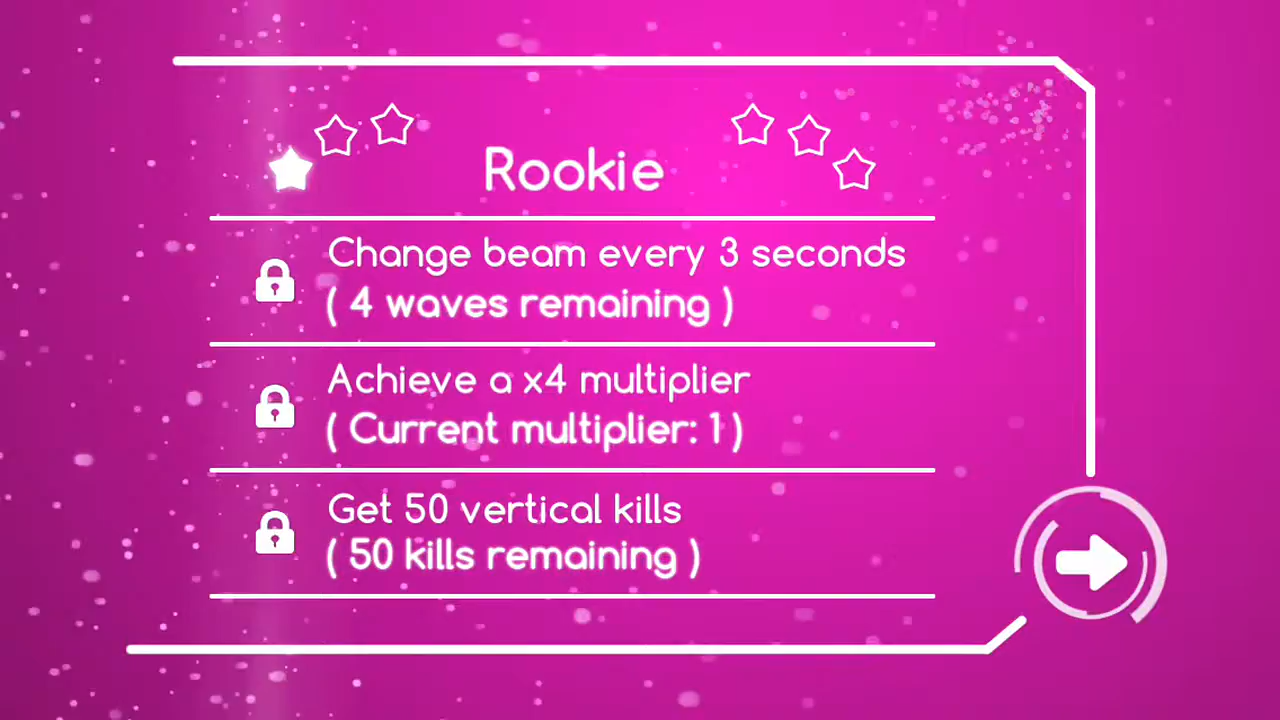 Rookie
Change beam every 3 seconds
( 4 waves remaining )
Achieve a x4 multiplier
( Current multiplier: 1 )
Get 50 vertical kills
( 50 kills remaining )